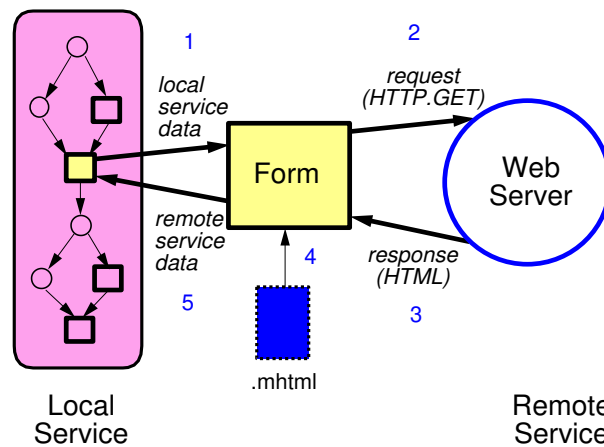 1
2
local
service
data
request
(HTTP.GET)
Form
Web
Server
remote
service
data
4
response
(HTML)
5
3
.mhtml
Local
Service
Remote
Service